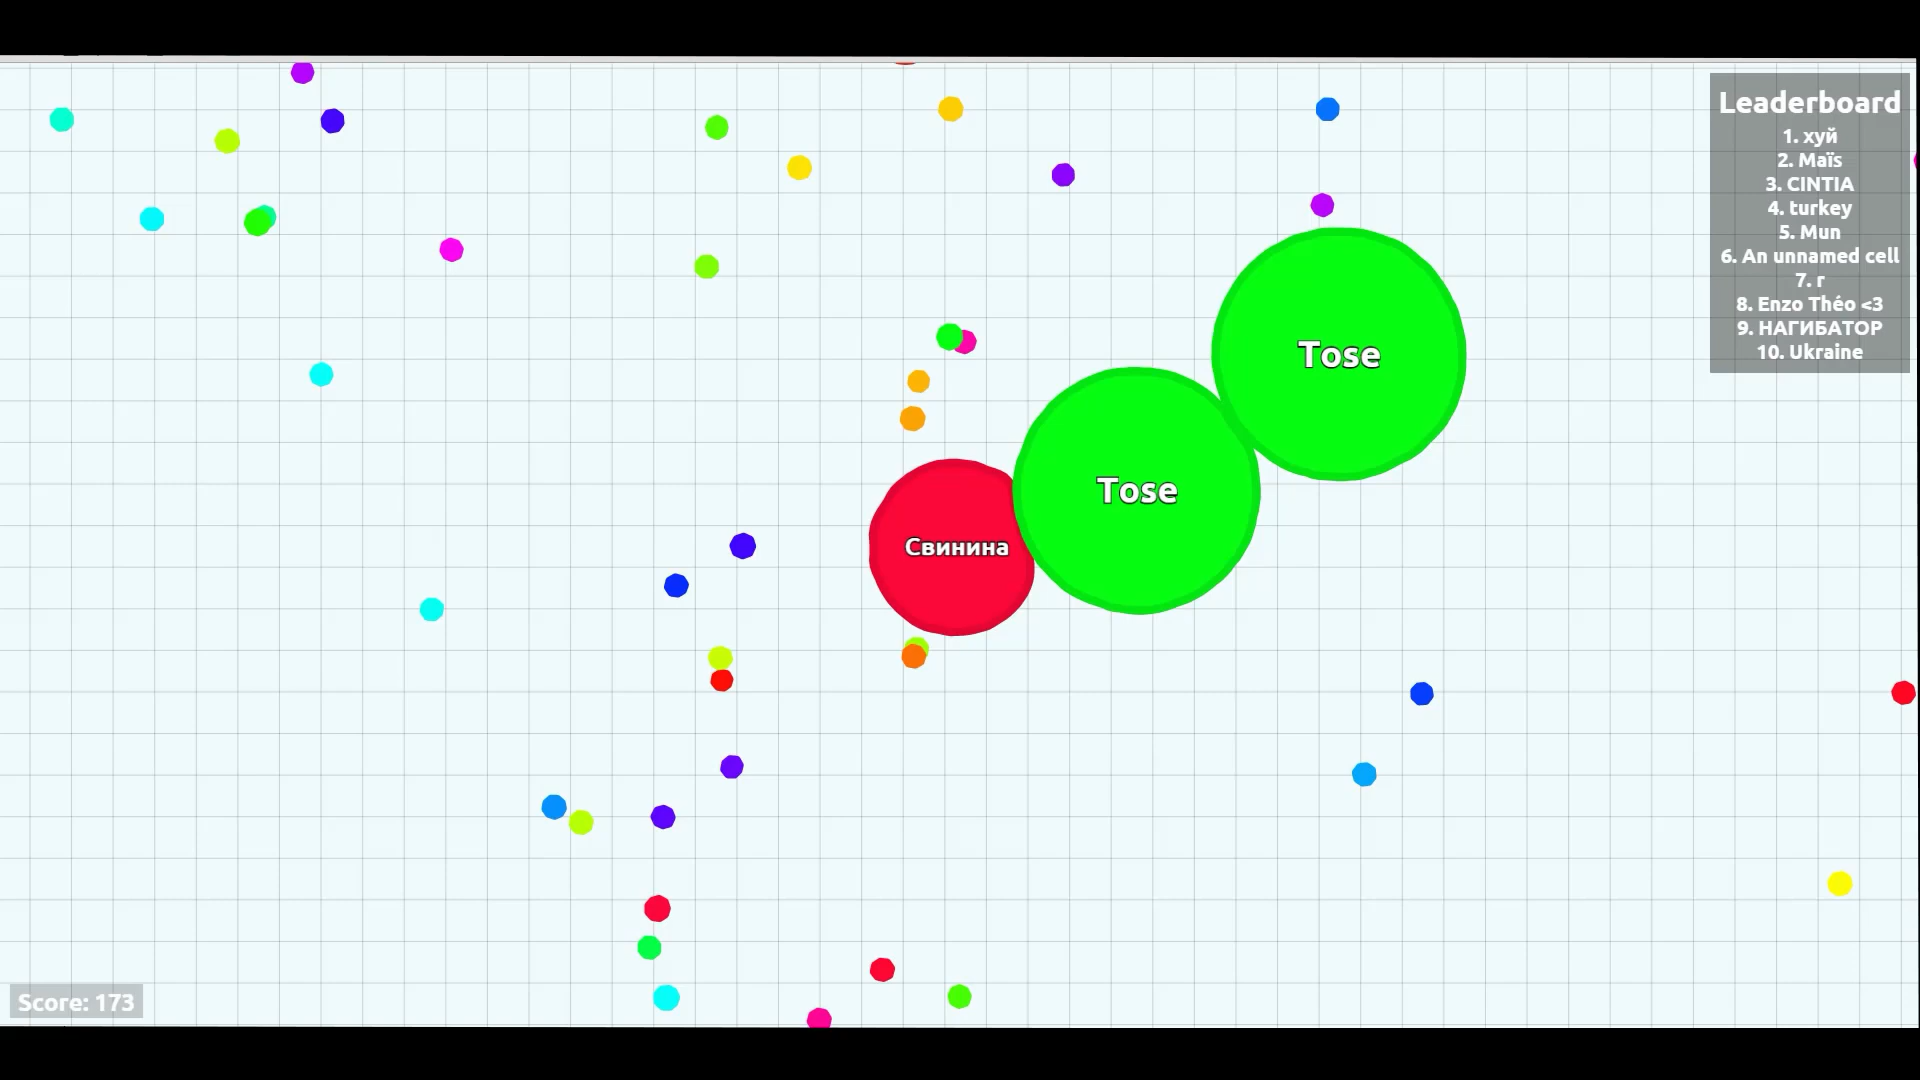 Leaderboard
1. хуй
2. Maïs
3. CINTIA
4. turkey
5. Mun
6. An unnamed cell
7. r
8. Enzo Théo <3
9. НАГИБАТОР
10. Ukraine
Tose
Tose
Свинина
Score: 173